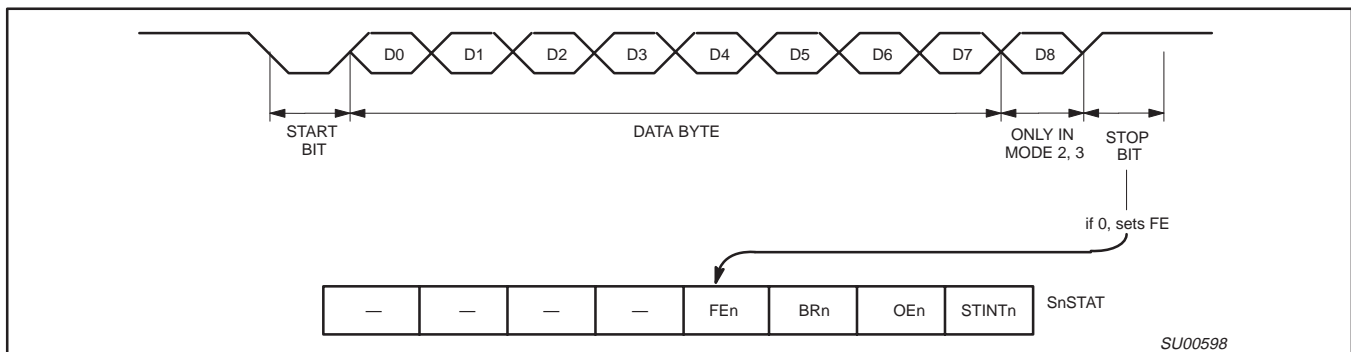 D0 D1 D2 D3 D4 D5 D6 D7 D8
START
BIT
DATA BYTE
ONLY IN
MODE 2, 3
STOP
BIT
if 0, sets FE
— — — — FEn BRn OEn STINTn SnSTAT
SU00598